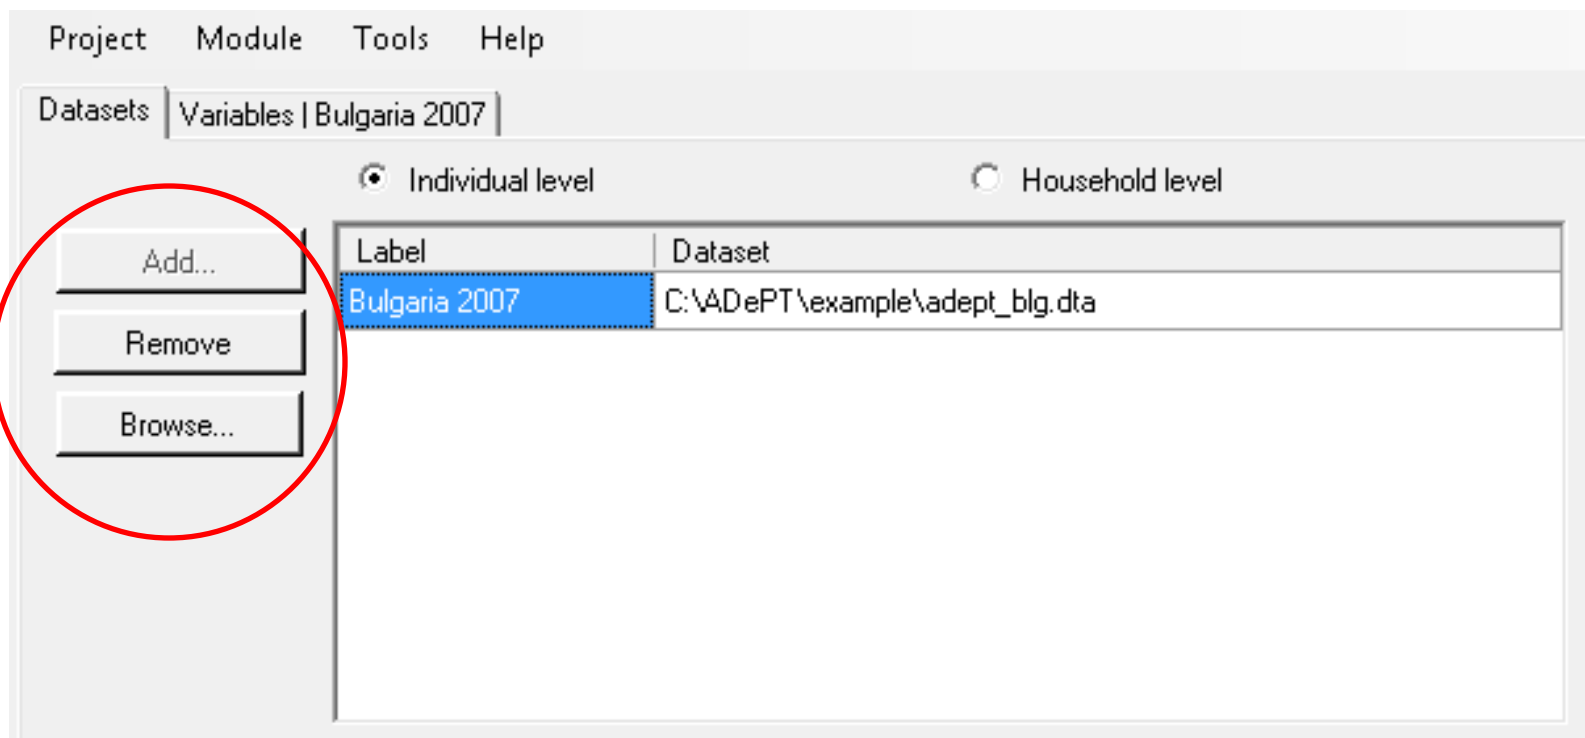 Project Module Tools Help
Datasets Variables | Bulgaria 2007
Individual level Household level
Add...
Label Dataset
Bulgaria 2007 C:\ADePT\example\adept_blg.dta
Remove
Browse...